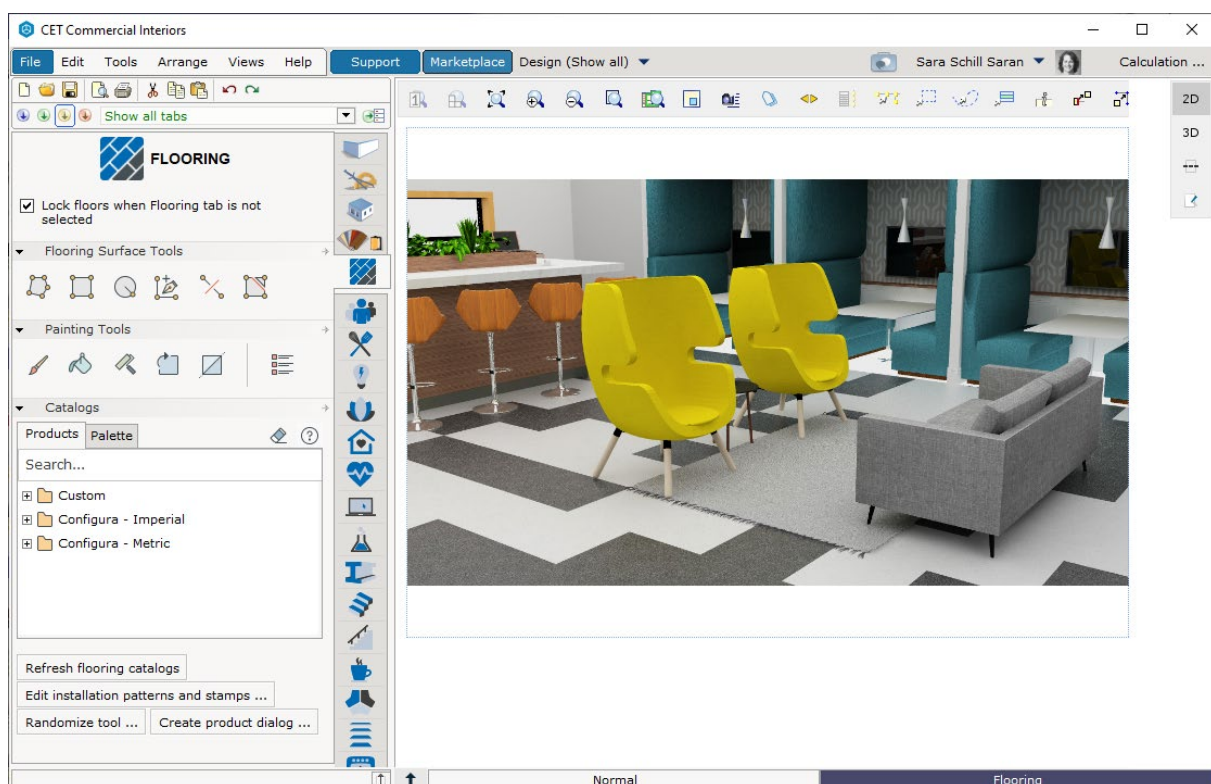 CET Commercial Interiors
File Edit Tools Arrange Views Help Support Marketplace Design (Show all) Sara Schill Saran Calculation ...
Show all tabs
2D
3D
FLOORING
Lock floors when Flooring tab is not
selected
Flooring Surface Tools
Painting Tools
Catalogs
Products Palette
Search...
Custom
Configura - Imperial
Configura - Metric
Refresh flooring catalogs
Edit installation patterns and stamps ...
Randomize tool ... Create product dialog ...
Normal Flooring